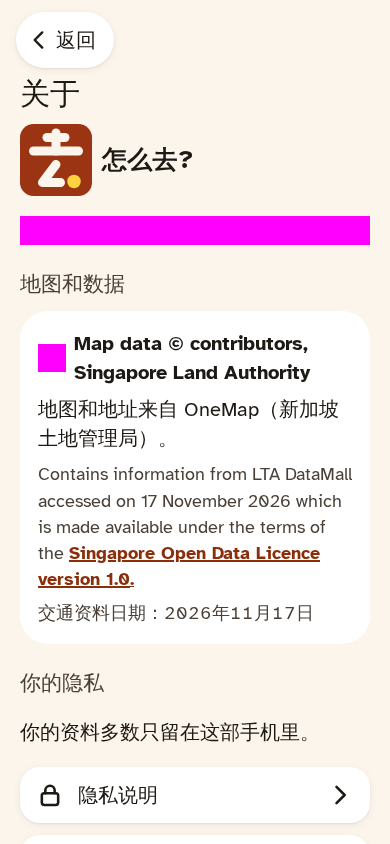 返回
关于
怎么去?
地图和数据
Map data © contributors,
Singapore Land Authority
地图和地址来自 OneMap（新加坡
土地管理局）。
Contains information from LTA DataMall
accessed on 17 November 2026 which
is made available under the terms of
the Singapore Open Data Licence
version 1.0.
交通资料日期：2026年11月17日
你的隐私
你的资料多数只留在这部手机里。
隐私说明